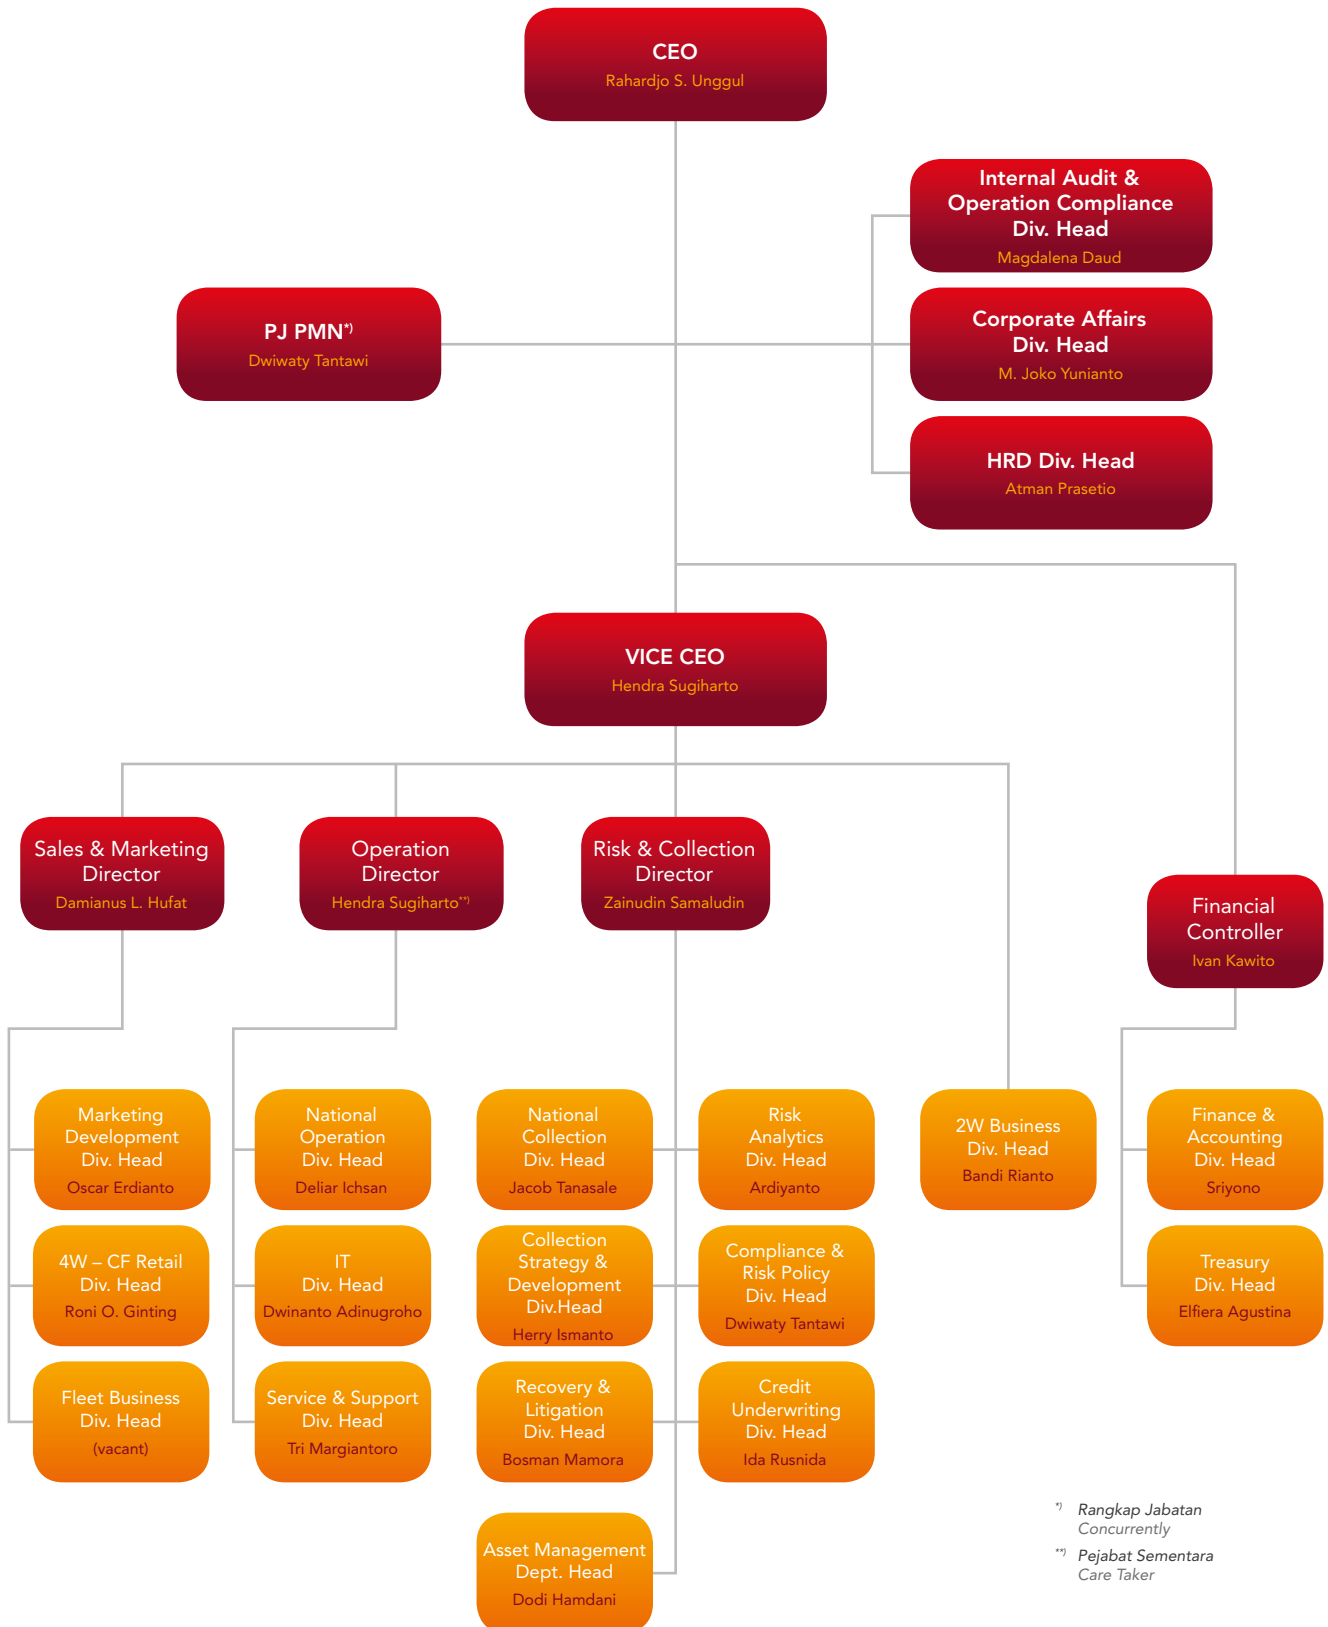 CEO
Rahardjo S. Unggul
Internal Audit &
Operation Compliance
Div. Head
Magdalena Daud
PJ PMN*)
Dwiwaty Tantawi
Corporate Affairs
Div. Head
M. Joko Yunianto
HRD Div. Head
Atman Prasetio
VICE CEO
Hendra Sugiharto
Sales & Marketing
Director
Damianus L. Hufat
Operation
Director
Hendra Sugiharto**)
Risk & Collection
Director
Zainudin Samaludin
Financial
Controller
Ivan Kawito
Marketing
Development
Div. Head
Oscar Erdianto
National
Operation
Div. Head
Deliar Ichsan
National
Collection
Div. Head
Jacob Tanasale
Risk
Analytics
Div. Head
Ardiyanto
2W Business
Div. Head
Bandi Rianto
Finance &
Accounting
Div. Head
Sriyono
4W – CF Retail
Div. Head
Roni O. Ginting
IT
Div. Head
Dwinanto Adinugroho
Collection
Strategy &
Development
Div.Head
Herry Ismanto
Compliance &
Risk Policy
Div. Head
Dwiwaty Tantawi
Treasury
Div. Head
Elfiera Agustina
Fleet Business
Div. Head
(vacant)
Service & Support
Div. Head
Tri Margiantoro
Recovery &
Litigation
Div. Head
Bosman Mamora
Credit
Underwriting
Div. Head
Ida Rusnida
Asset Management
Dept. Head
Dodi Hamdani
*) Rangkap Jabatan
Concurrently
**) Pejabat Sementara
Care Taker